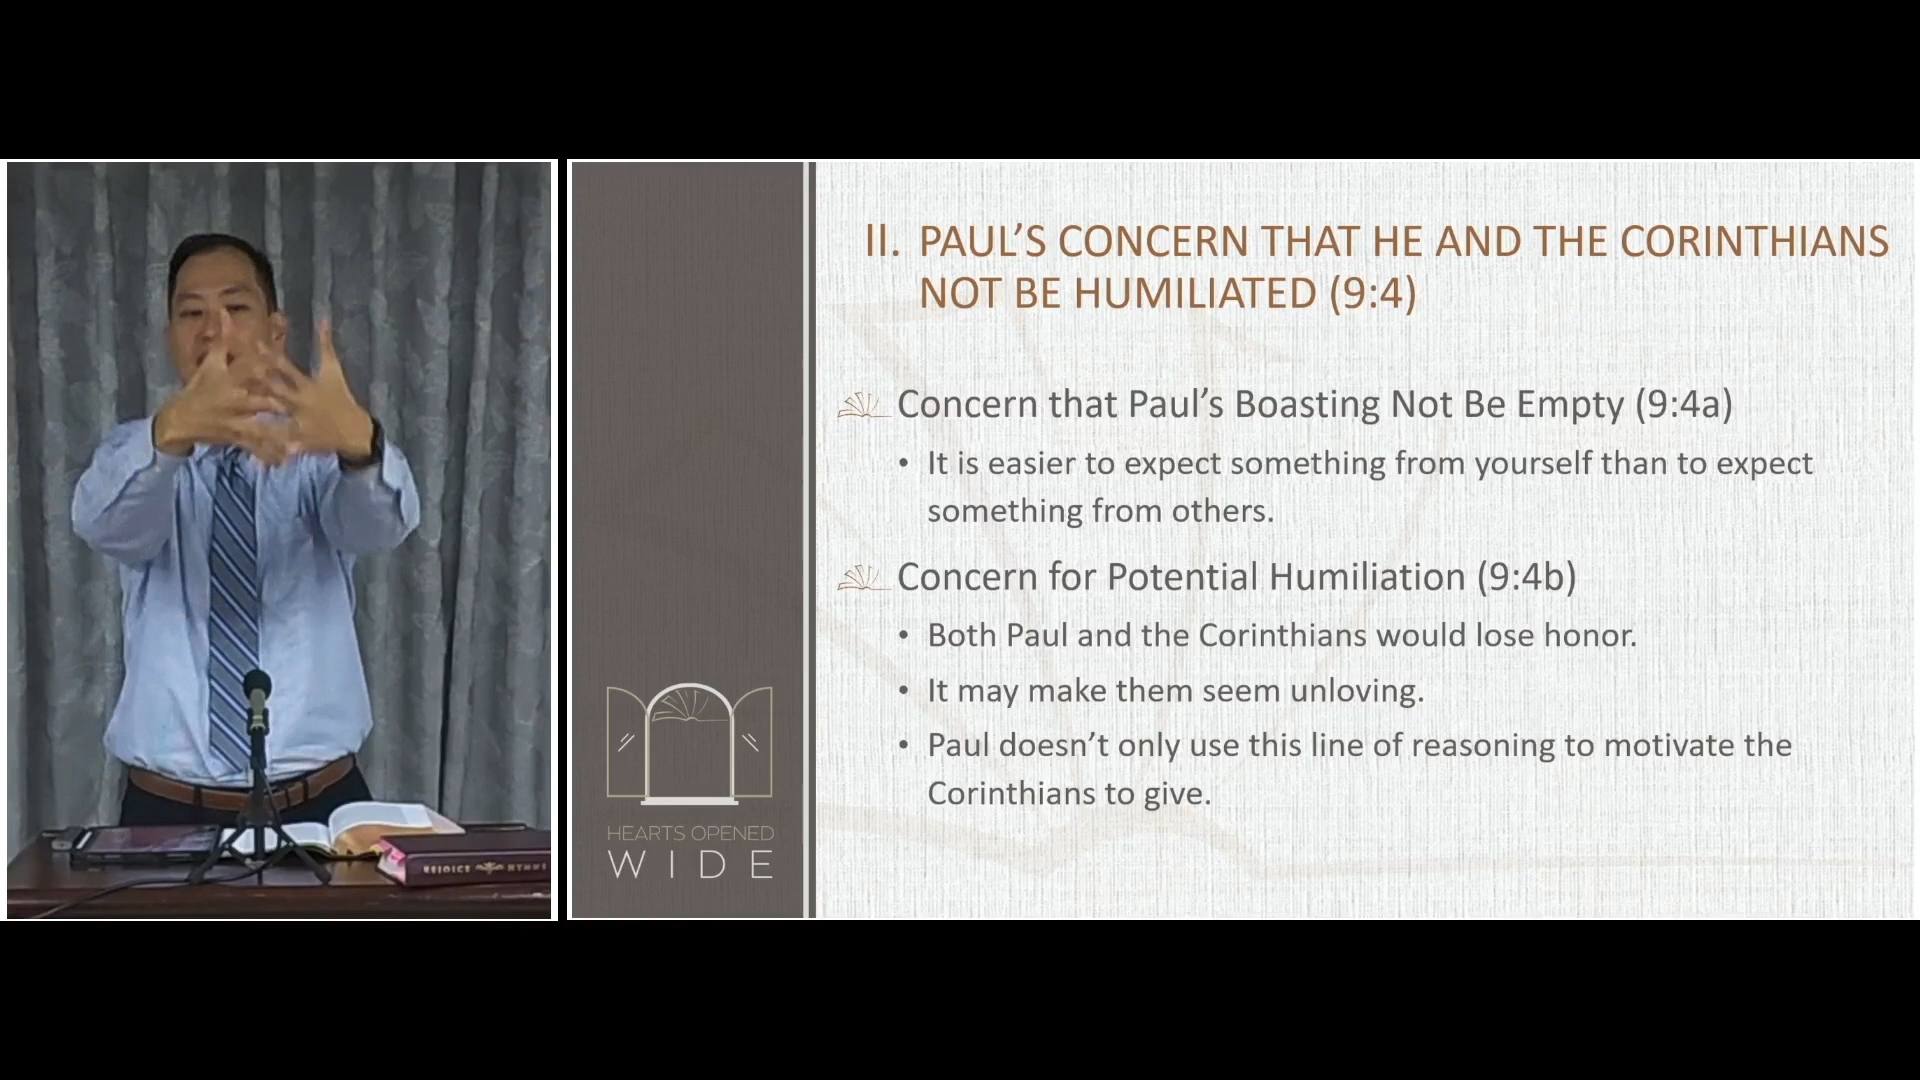 II. PAUL’S CONCERN THAT HE AND THE CORINTHIANS
NOT BE HUMILIATED (9:4)
Concern that Paul’s Boasting Not Be Empty (9:4a)
• It is easier to expect something from yourself than to expect
something from others.
Concern for Potential Humiliation (9:4b)
• Both Paul and the Corinthians would lose honor.
• It may make them seem unloving.
• Paul doesn’t only use this line of reasoning to motivate the
Corinthians to give.
HEARTS OPENED
WIDE
REJOICE HYMNS